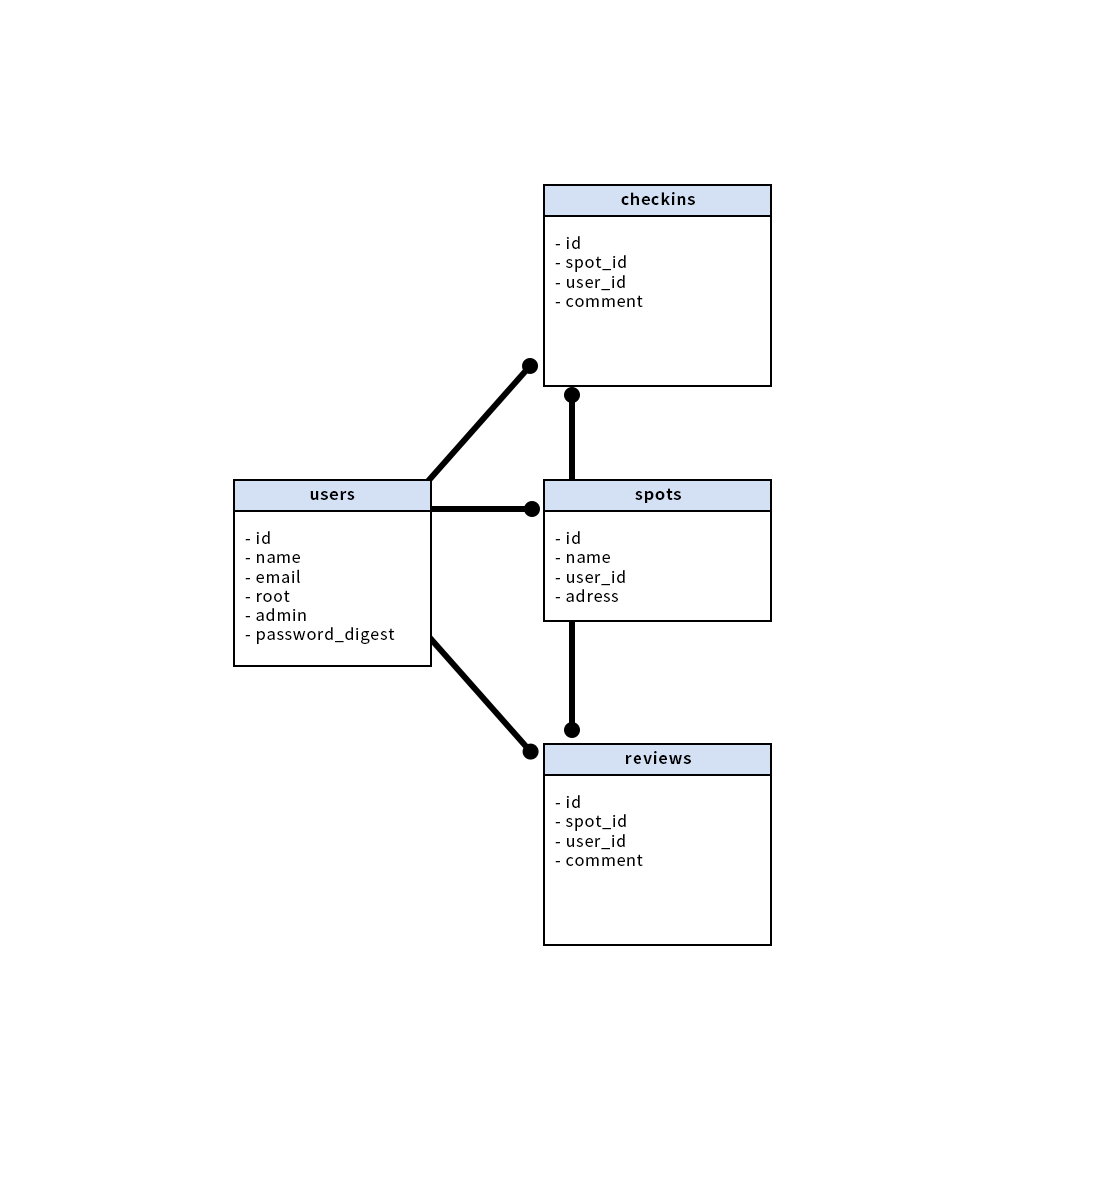 checkins
- id
- spot_id
- user_id
- comment
users
- id
- name
- email
- root
- admin
- password_digest
spots
- id
- name
- user_id
- adress
reviews
- id
- spot_id
- user_id
- comment